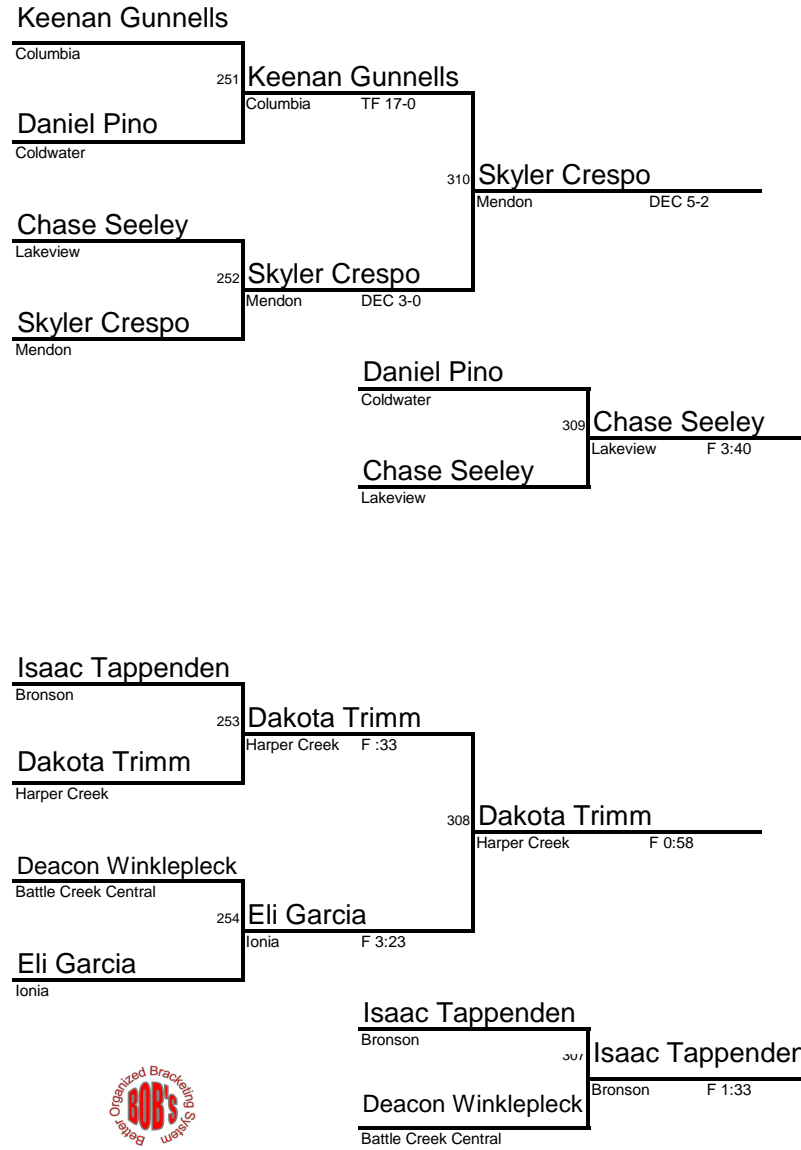 Keenan Gunnells
Columbia
251 Keenan Gunnells
Columbia TF 17-0
Daniel Pino
Coldwater
310 Skyler Crespo
Mendon DEC 5-2
Chase Seeley
Lakeview
252 Skyler Crespo
Mendon DEC 3-0
Skyler Crespo
Mendon
Daniel Pino
Coldwater
309 Chase Seeley
Lakeview F 3:40
Chase Seeley
Lakeview
Isaac Tappenden
Bronson
253 Dakota Trimm
Harper Creek F :33
Dakota Trimm
Harper Creek
308 Dakota Trimm
Harper Creek F 0:58
Deacon Winklepleck
Battle Creek Central
254 Eli Garcia
Ionia F 3:23
Eli Garcia
Ionia
Isaac Tappenden
Bronson
307 Isaac Tappenden
Bronson F 1:33
Deacon Winklepleck
Battle Creek Central
Better Organized Bracketing System
BOB'S